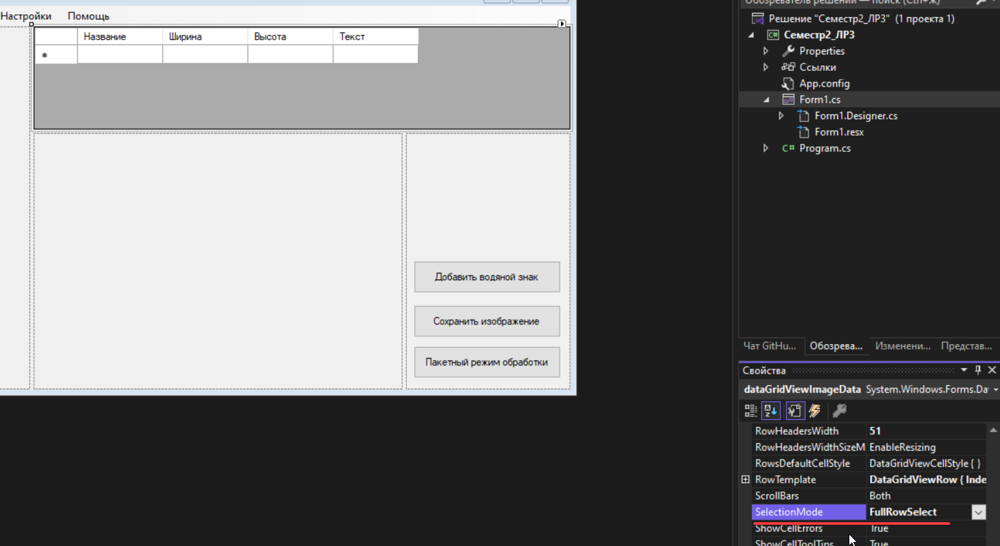 Обозреватель решений — поиск (Ctrl+ж)
Настройки Помощь
Название Ширина Высота Текст
Добавить водяной знак
Сохранить изображение
Пакетный режим обработки
Решение "Семестр2_ЛР3" (1 проекта 1)
C# Семестр2_ЛР3
Properties
Ссылки
App.config
Form1.cs
Form1.Designer.cs
Form1.resx
C# Program.cs
Чат GitHu... Обозрева... Изменени... Представ...
Свойства
dataGridViewImageData System.Windows.Forms.Da
RowHeadersWidth 51
RowHeadersWidthSizeM EnableResizing
RowsDefaultCellStyle DataGridViewCellStyle { }
RowTemplate DataGridViewRow { Inde
ScrollBars Both
SelectionMode FullRowSelect
ShowCellErrors True
ShowCellToolTips True